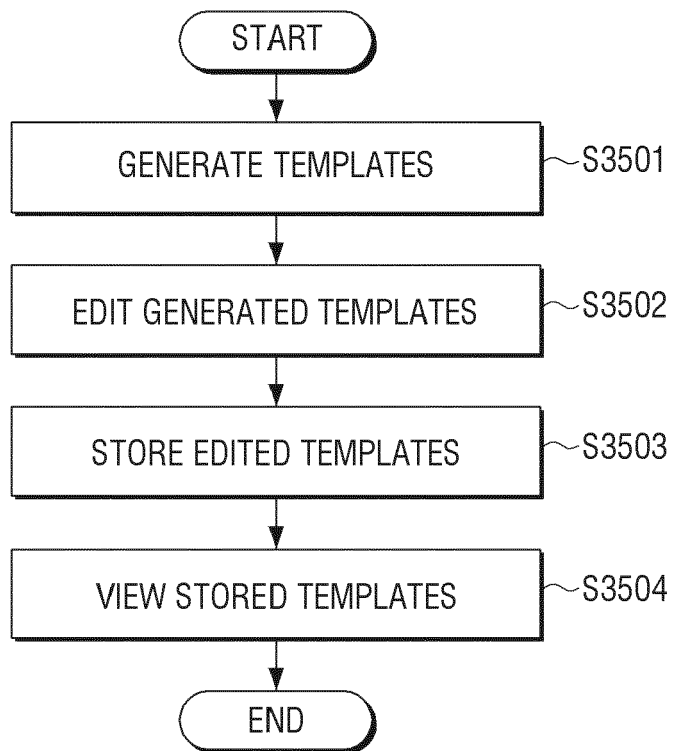 START
GENERATE TEMPLATES S3501
EDIT GENERATED TEMPLATES S3502
STORE EDITED TEMPLATES S3503
VIEW STORED TEMPLATES S3504
END